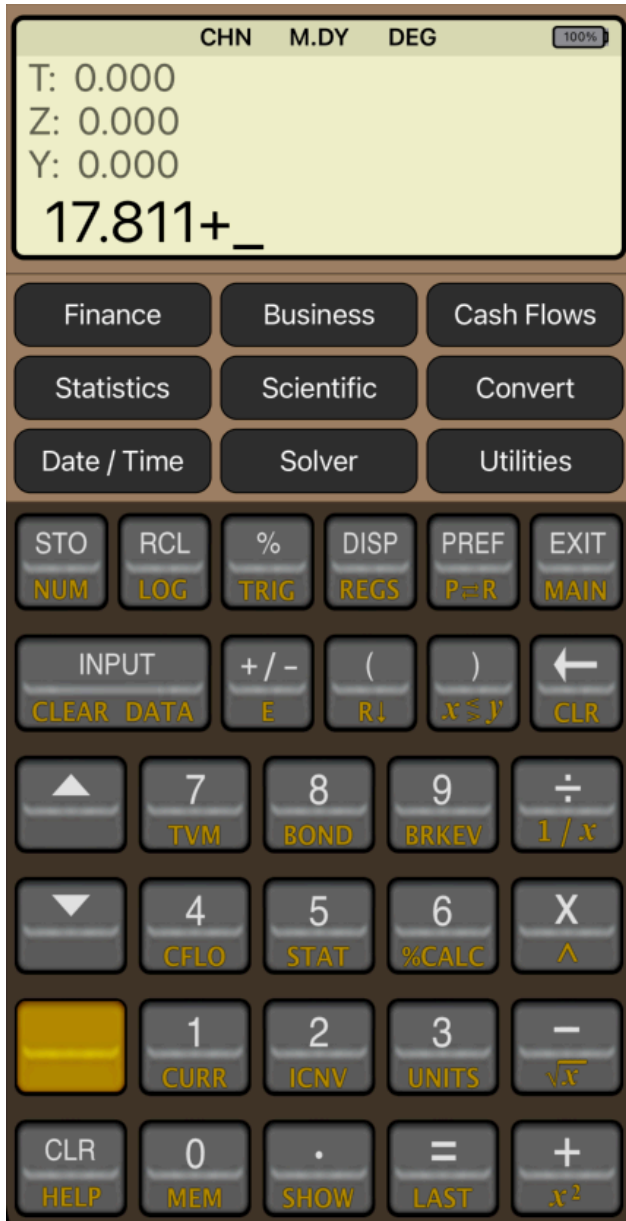 CHN M.DY DEG 100%
T: 0.000
Z: 0.000
Y: 0.000
17.811+_
Finance Business Cash Flows
Statistics Scientific Convert
Date / Time Solver Utilities
STO RCL % DISP PREF EXIT
NUM LOG TRIG REGS P⇄R MAIN
INPUT +/- ( ) ←
CLEAR DATA E R↓ x≶y CLR
▲ 7 8 9 ÷
TVM BOND BRKEV 1/x
▼ 4 5 6 X
CFLO STAT %CALC ^
1 2 3 −
CURR ICNV UNITS √x
CLR 0 . = +
HELP MEM SHOW LAST x²